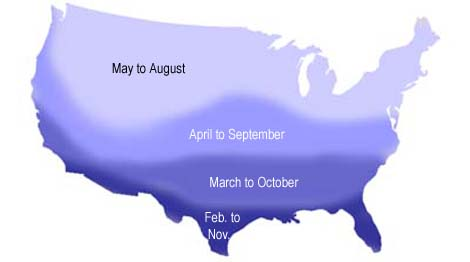 May to August
April to September
March to October
Feb. to
Nov.